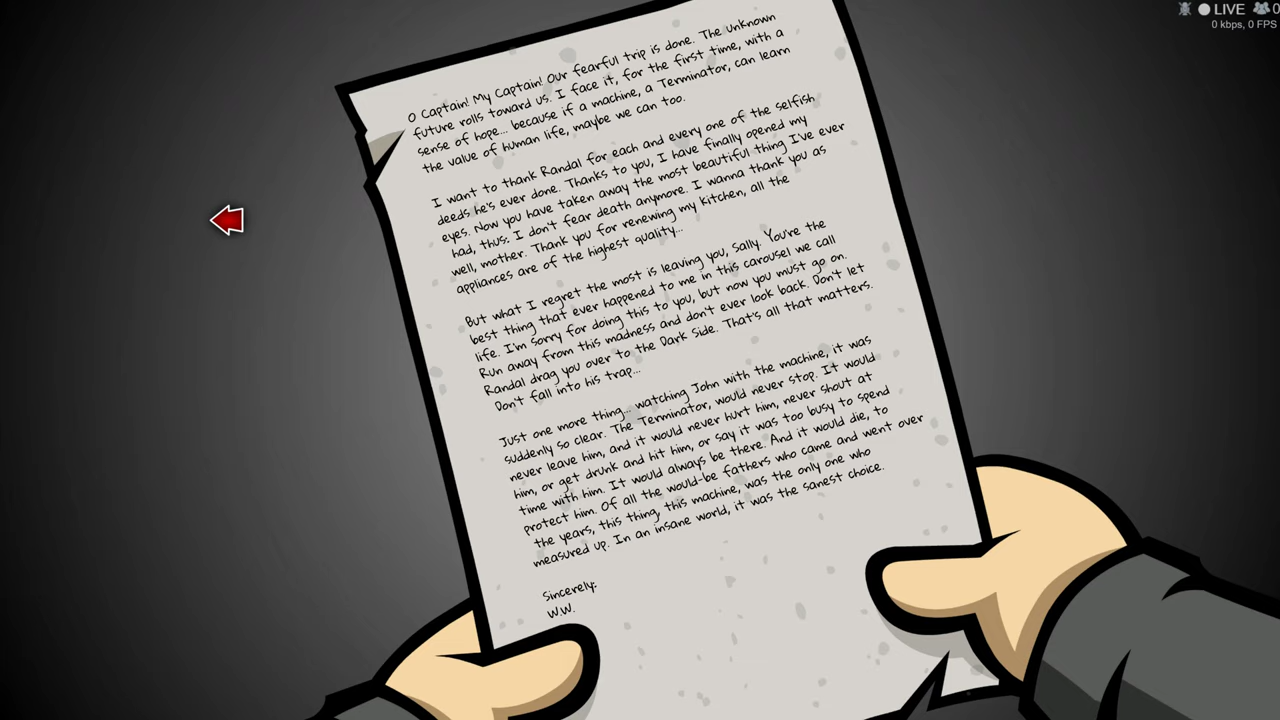 LIVE 0
0 kbps, 0 FPS
O Captain! My Captain! Our fearful trip is done. The unknown
future rolls toward us. I face it, for the first time, with a
sense of hope... because if a machine, a Terminator, can learn
the value of human life, maybe we can too.
I want to thank Randal for each and every one of the selfish
deeds he's ever done. Thanks to you, I have finally opened my
eyes. Now you have taken away the most beautiful thing I've ever
had, thus: I don't fear death anymore. I wanna thank you as
well, mother. Thank you for renewing my kitchen, all the
appliances are of the highest quality...
But what I regret the most is leaving you, Sally. You're the
best thing that ever happened to me in this carousel we call
life. I'm sorry for doing this to you, but now you must go on.
Run away from this madness and don't ever look back. Don't let
Randal drag you over to the Dark Side. That's all that matters.
Don't fall into his trap...
Just one more thing... watching John with the machine, it was
suddenly so clear. The Terminator, would never stop. It would
never leave him, and it would never hurt him, never shout at
him, or get drunk and hit him, or say it was too busy to spend
time with him. It would always be there. And it would die, to
protect him. Of all the would-be fathers who came and went over
the years, this thing, this machine, was the only one who
measured up. In an insane world, it was the sanest choice.
Sincerely:
W.W.